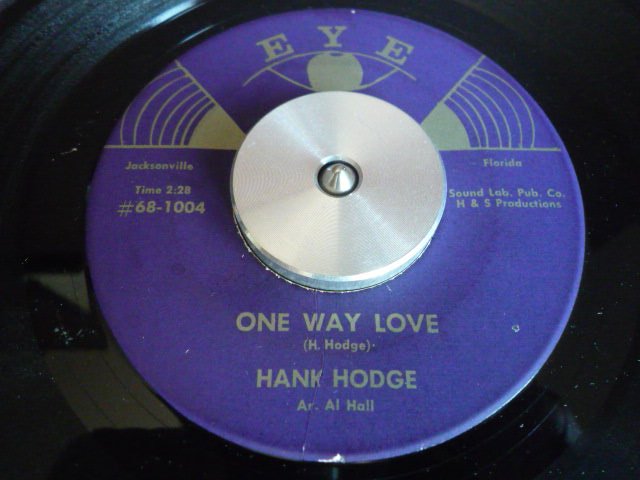 EYE
Jacksonville
Florida
Time 2:28
#68-1004
Sound Lab. Pub. Co.
H & S Productions
ONE WAY LOVE
(H. Hodge)
HANK HODGE
Ar. Al Hall